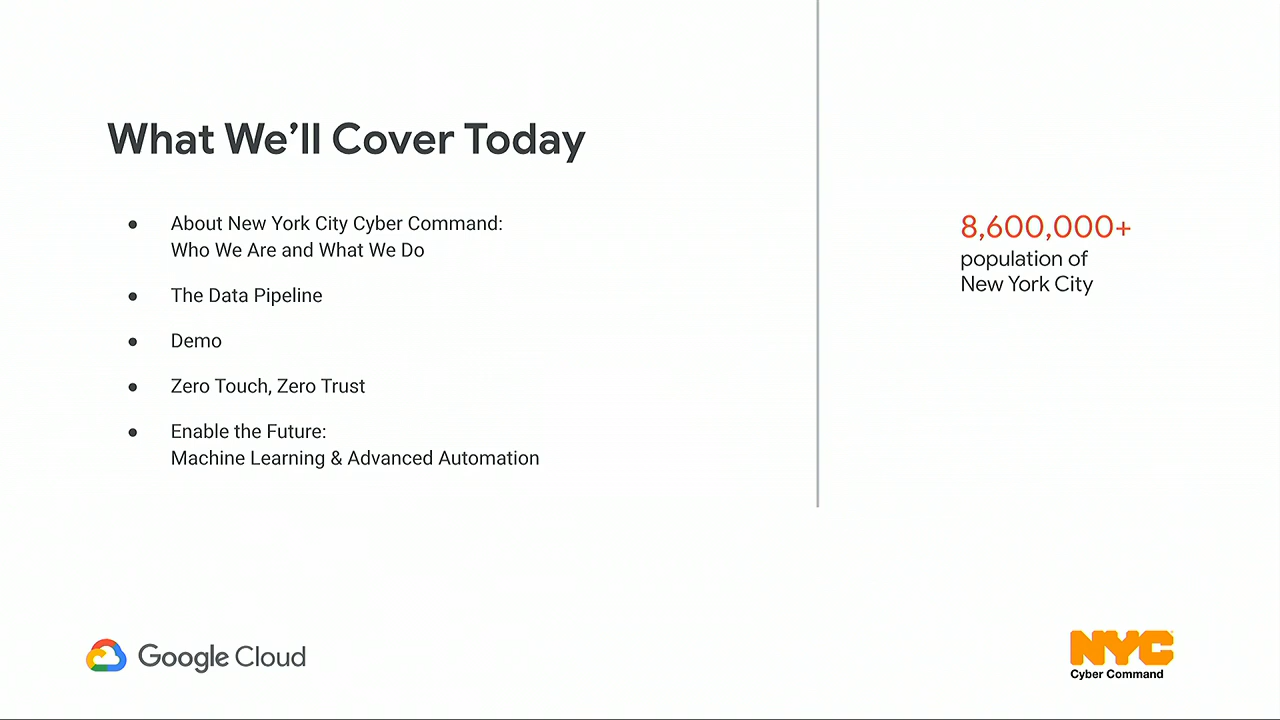 What We’ll Cover Today
● About New York City Cyber Command:
Who We Are and What We Do
● The Data Pipeline
● Demo
● Zero Touch, Zero Trust
● Enable the Future:
Machine Learning & Advanced Automation
8,600,000+
population of
New York City
Google Cloud
NYC
Cyber Command